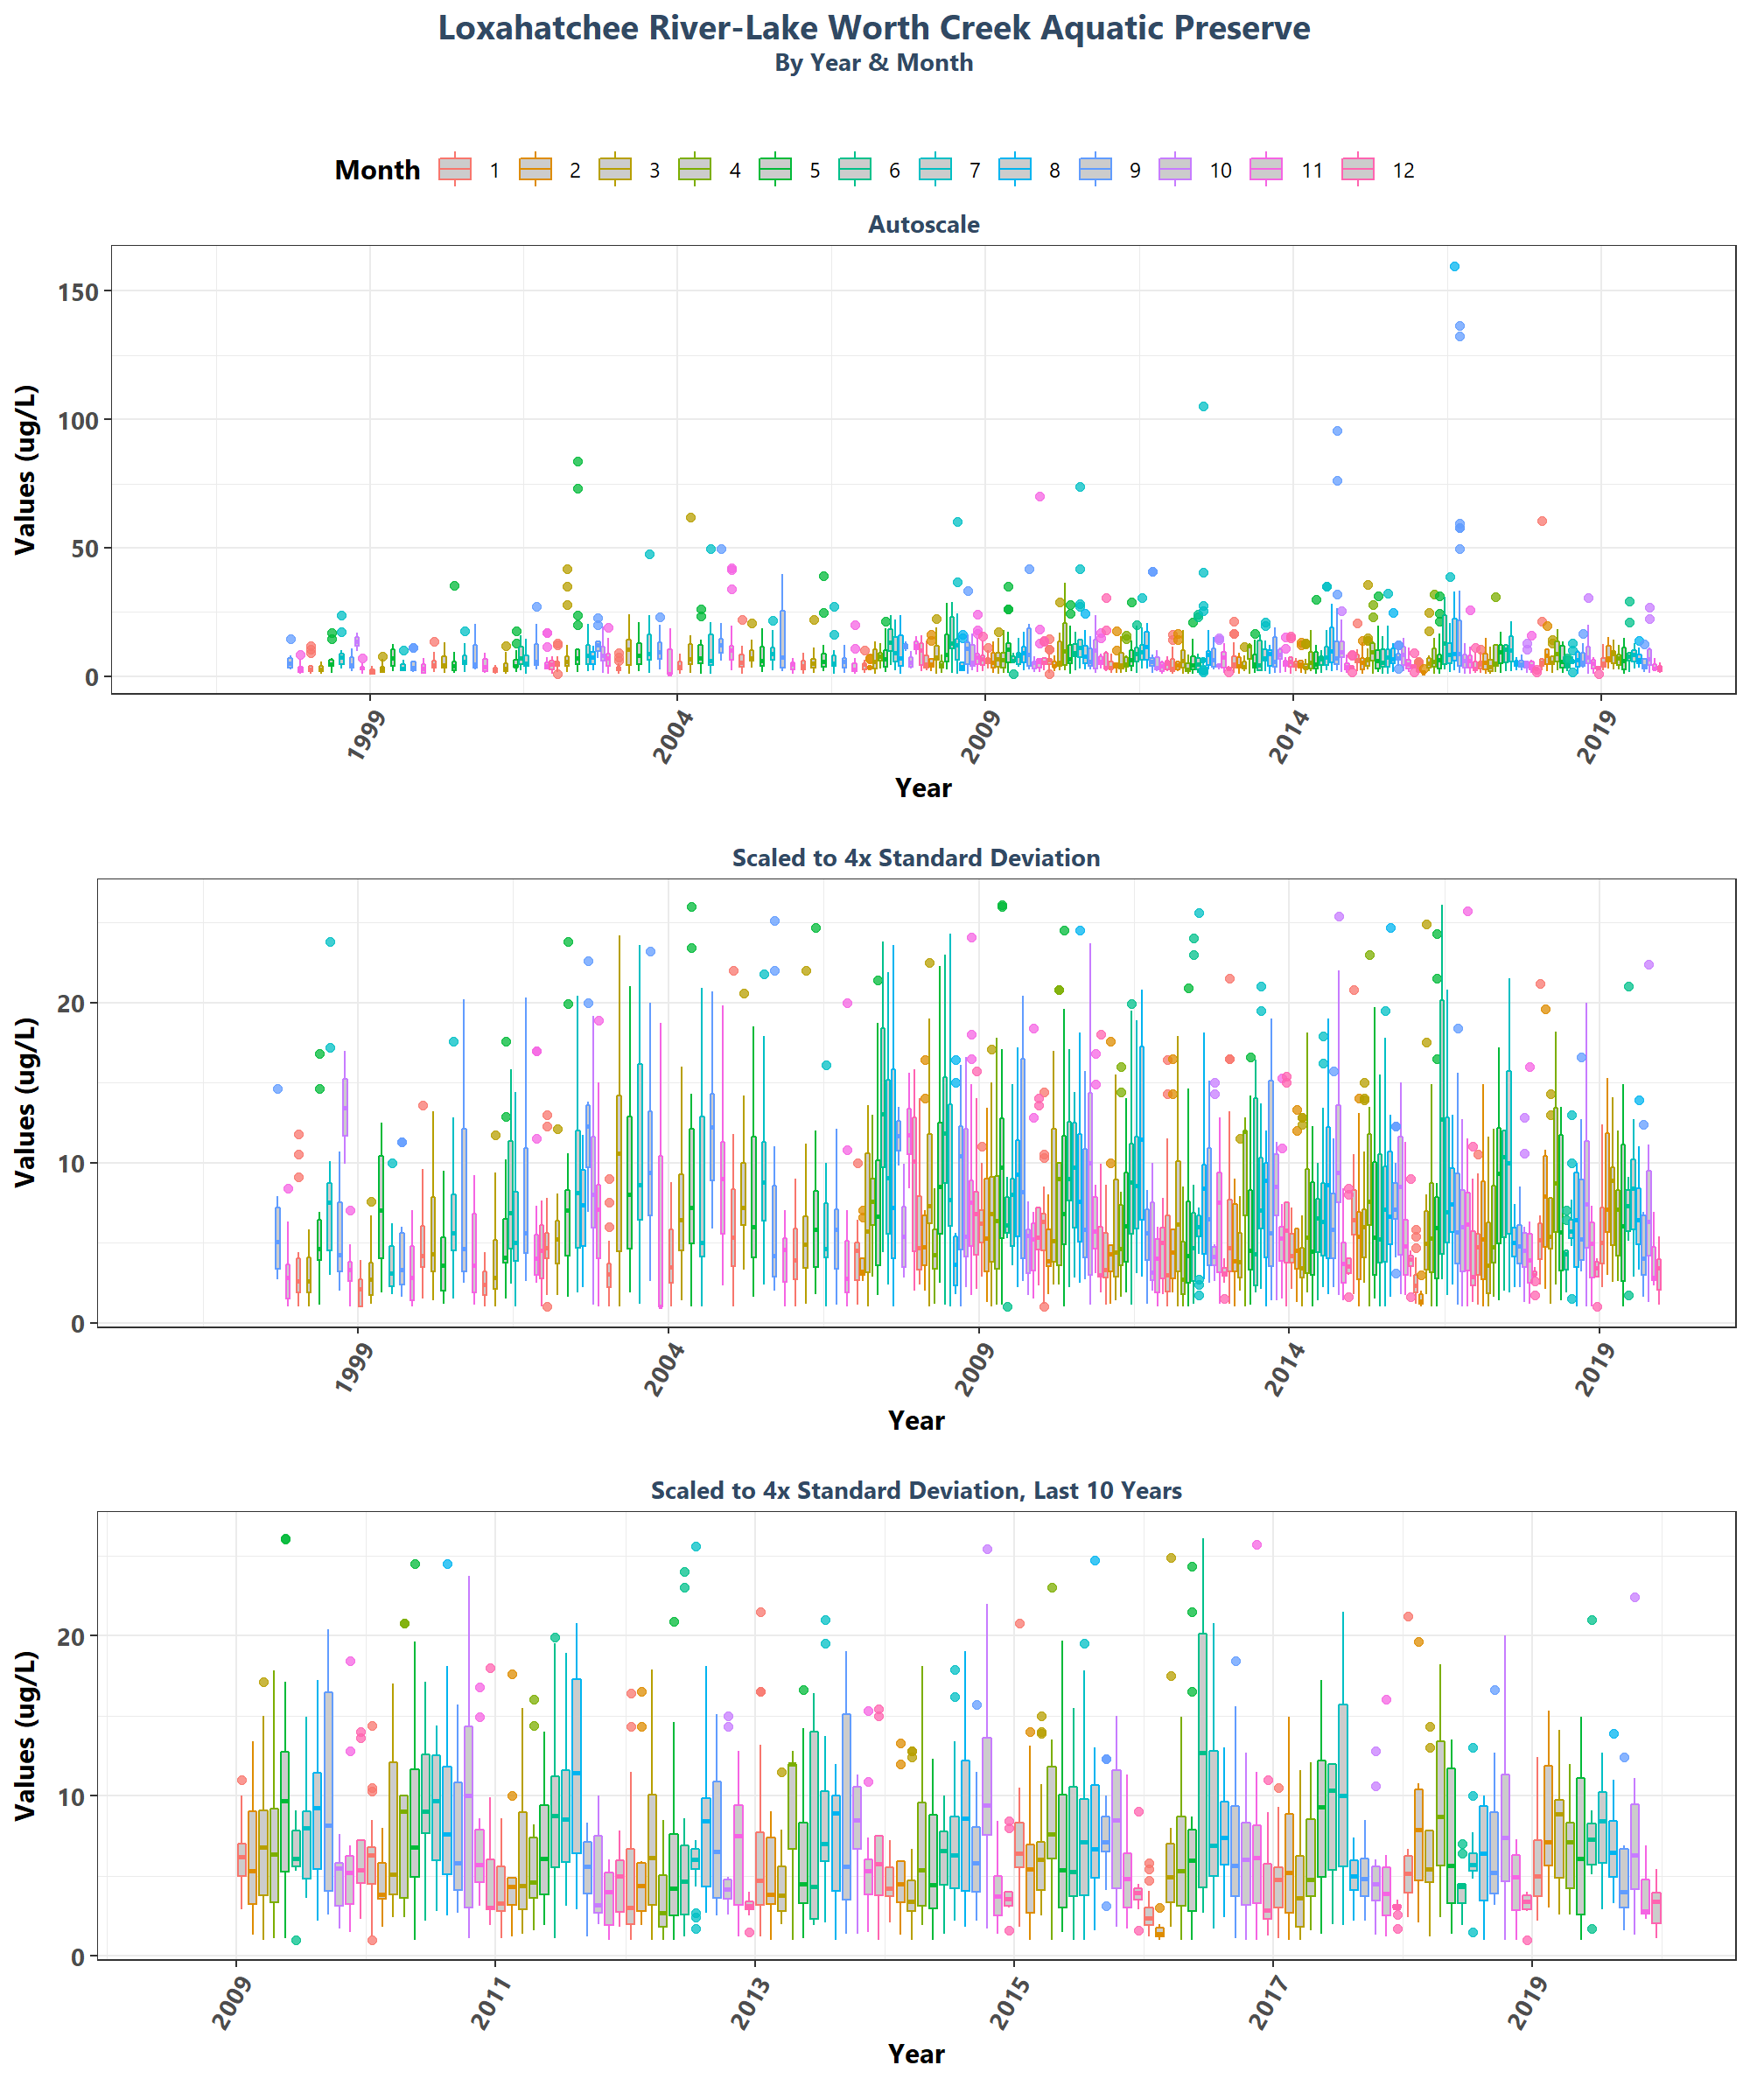 Loxahatchee River-Lake Worth Creek Aquatic Preserve
By Year & Month
Month 1 2 3 4 5 6 7 8 9 10 11 12
Autoscale
Values (ug/L)
150
100
50
0
1999 2004 2009 2014 2019
Year
Scaled to 4x Standard Deviation
Values (ug/L)
20
10
0
1999 2004 2009 2014 2019
Year
Scaled to 4x Standard Deviation, Last 10 Years
Values (ug/L)
20
10
0
2009 2011 2013 2015 2017 2019
Year